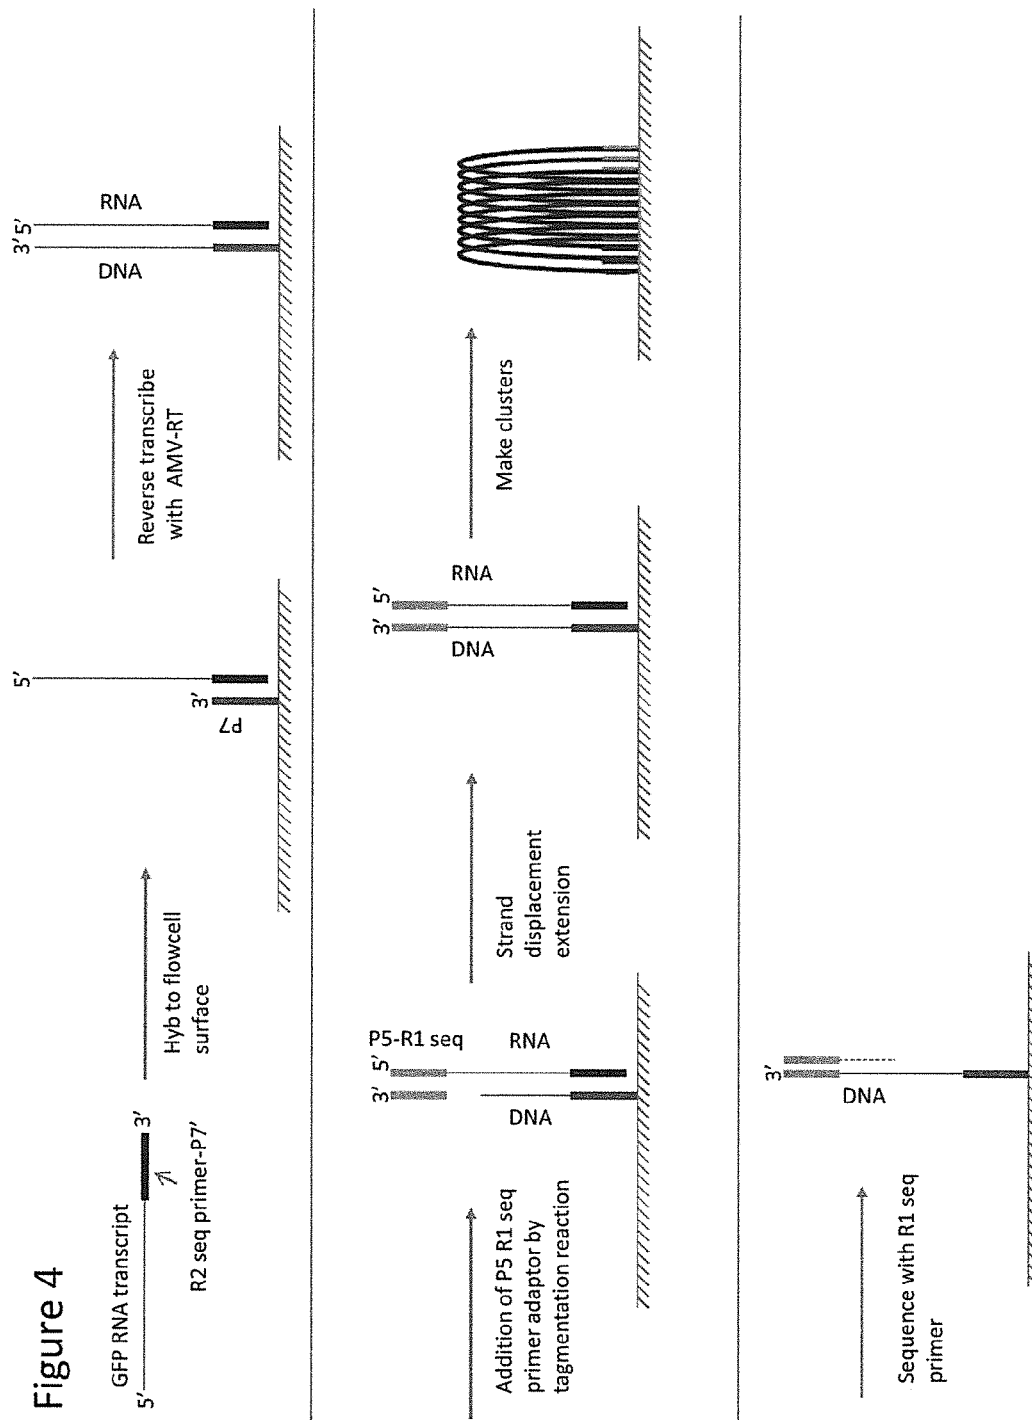 Figure 4
GFP RNA transcript
5'
3'
R2 seq primer-P7'
Hyb to flowcell
surface
5'
3'
P7
Reverse transcribe
with AMV-RT
3' 5'
RNA
DNA
Addition of P5 R1 seq
primer adaptor by
tagmentation reaction
P5-R1 seq
3' 5'
RNA
DNA
Strand
displacement
extension
3' 5'
RNA
DNA
Make clusters
Sequence with R1 seq
primer
3'
DNA